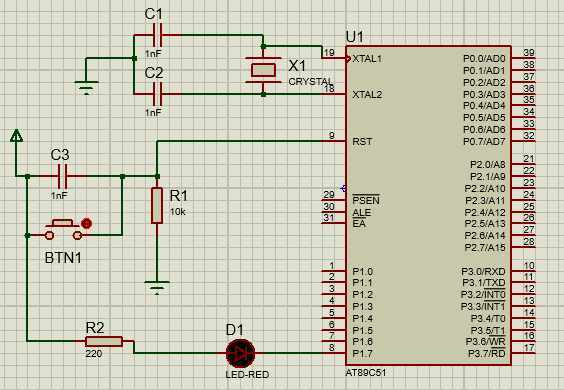 C1
1nF
C2
1nF
X1
CRYSTAL
C3
1nF
BTN1
R1
10k
R2
220
D1
LED-RED
U1
19 XTAL1
18 XTAL2
9 RST
29 PSEN
30 ALE
31 EA
1 P1.0
2 P1.1
3 P1.2
4 P1.3
5 P1.4
6 P1.5
7 P1.6
8 P1.7
P0.0/AD0 39
P0.1/AD1 38
P0.2/AD2 37
P0.3/AD3 36
P0.4/AD4 35
P0.5/AD5 34
P0.6/AD6 33
P0.7/AD7 32
P2.0/A8 21
P2.1/A9 22
P2.2/A10 23
P2.3/A11 24
P2.4/A12 25
P2.5/A13 26
P2.6/A14 27
P2.7/A15 28
P3.0/RXD 10
P3.1/TXD 11
P3.2/INT0 12
P3.3/INT1 13
P3.4/T0 14
P3.5/T1 15
P3.6/WR 16
P3.7/RD 17
AT89C51